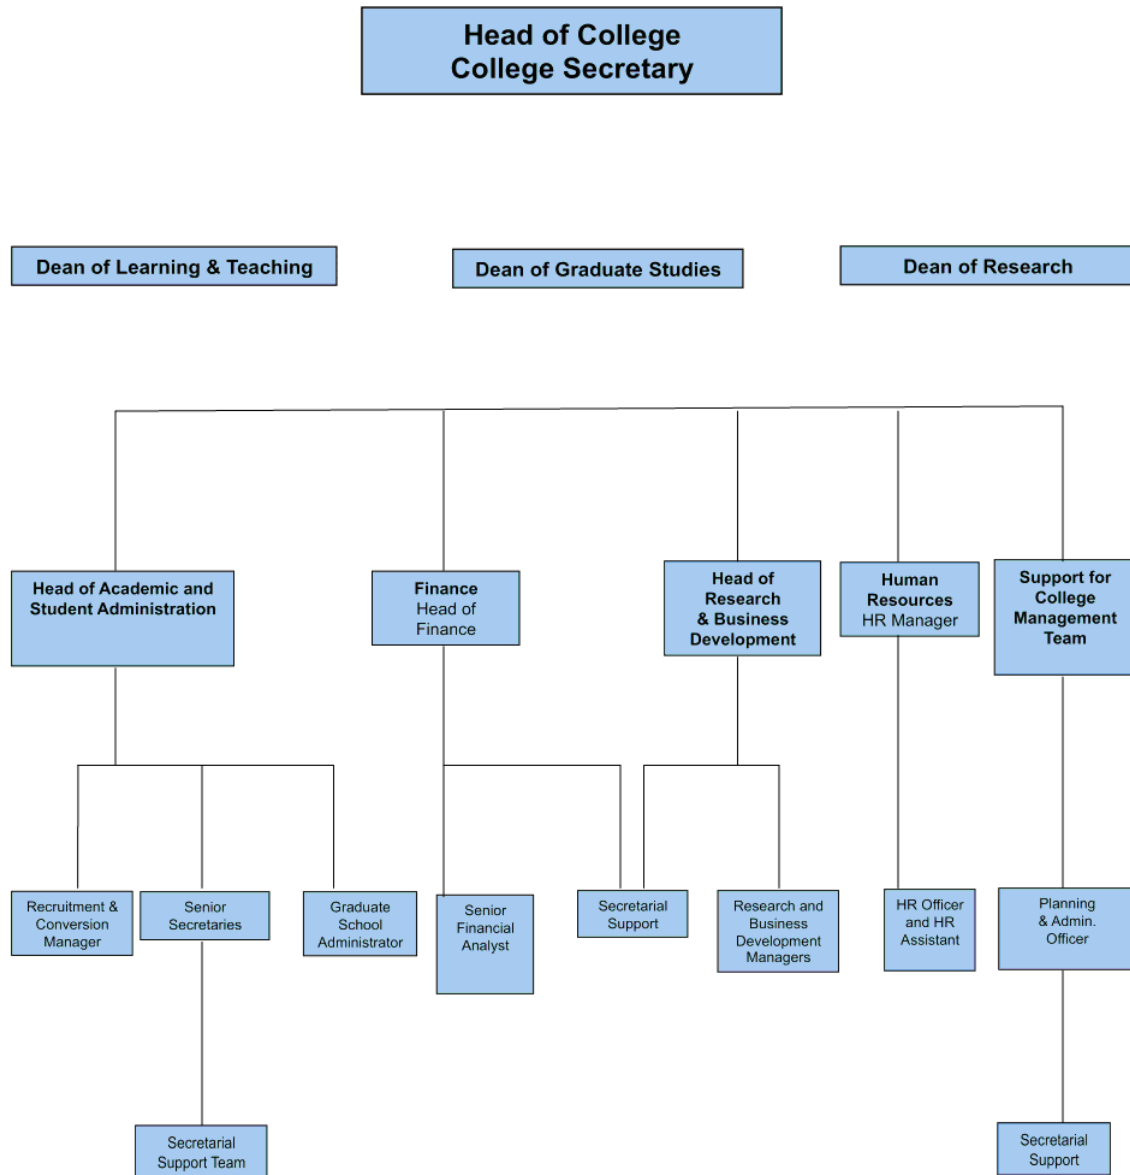 Head of College
College Secretary
Dean of Learning & Teaching
Dean of Graduate Studies
Dean of Research
Head of Academic and
Student Administration
Finance
Head of
Finance
Head of
Research
& Business
Development
Human
Resources
HR Manager
Support for
College
Management
Team
Recruitment &
Conversion
Manager
Senior
Secretaries
Graduate
School
Administrator
Senior
Financial
Analyst
Secretarial
Support
Research and
Business
Development
Managers
HR Officer
and HR
Assistant
Planning
& Admin.
Officer
Secretarial
Support Team
Secretarial
Support